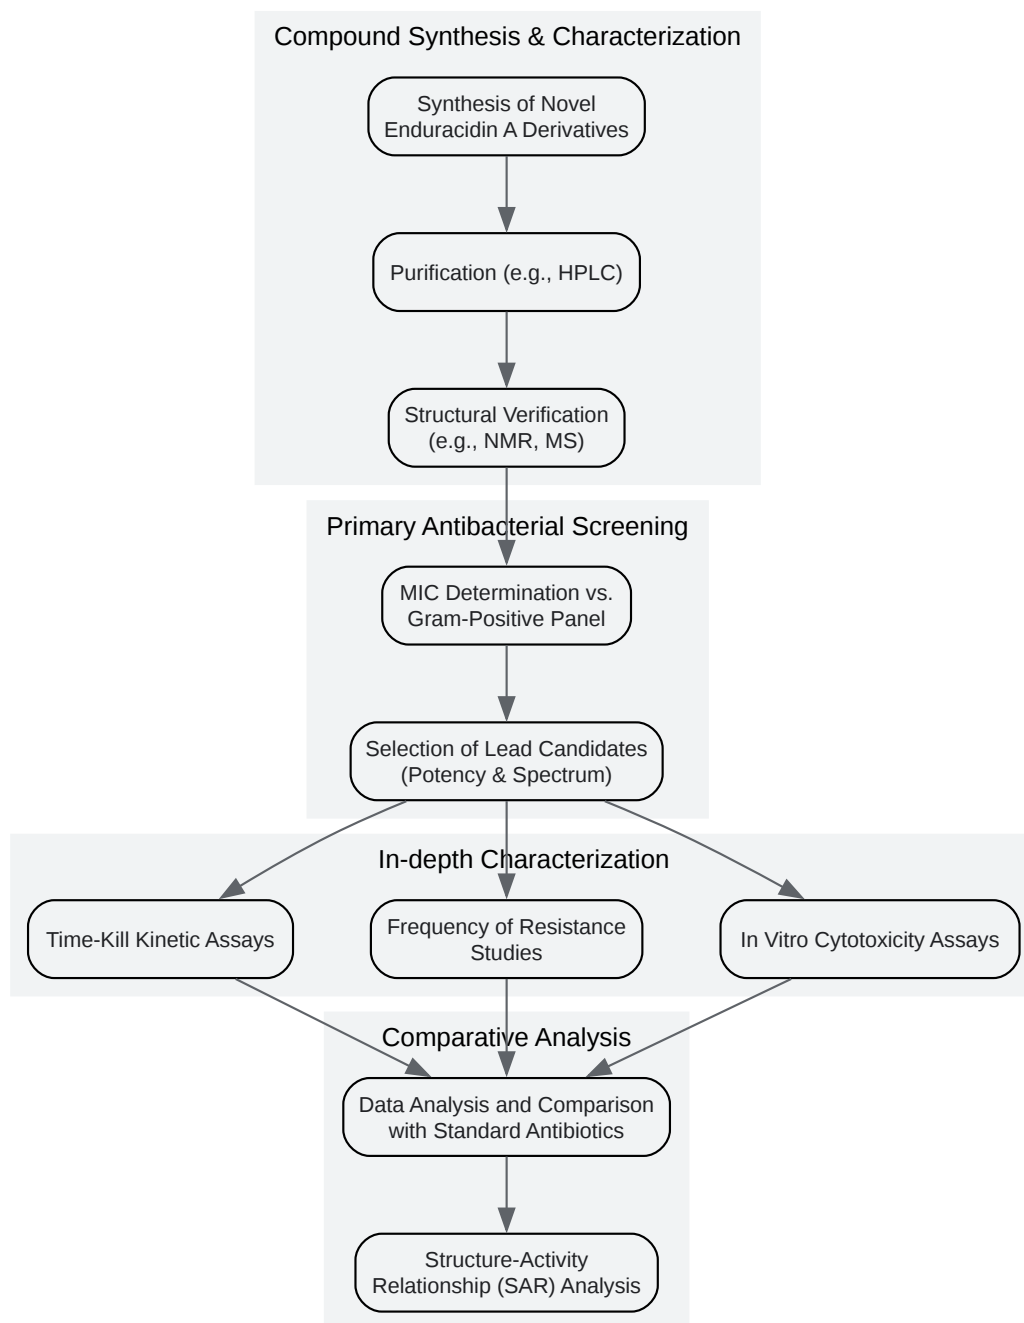 Compound Synthesis & Characterization
Synthesis of Novel
Enduracidin A Derivatives
Purification (e.g., HPLC)
Structural Verification
(e.g., NMR, MS)
Primary Antibacterial Screening
MIC Determination vs.
Gram-Positive Panel
Selection of Lead Candidates
(Potency & Spectrum)
In-depth Characterization
Time-Kill Kinetic Assays
Frequency of Resistance
Studies
In Vitro Cytotoxicity Assays
Comparative Analysis
Data Analysis and Comparison
with Standard Antibiotics
Structure-Activity
Relationship (SAR) Analysis